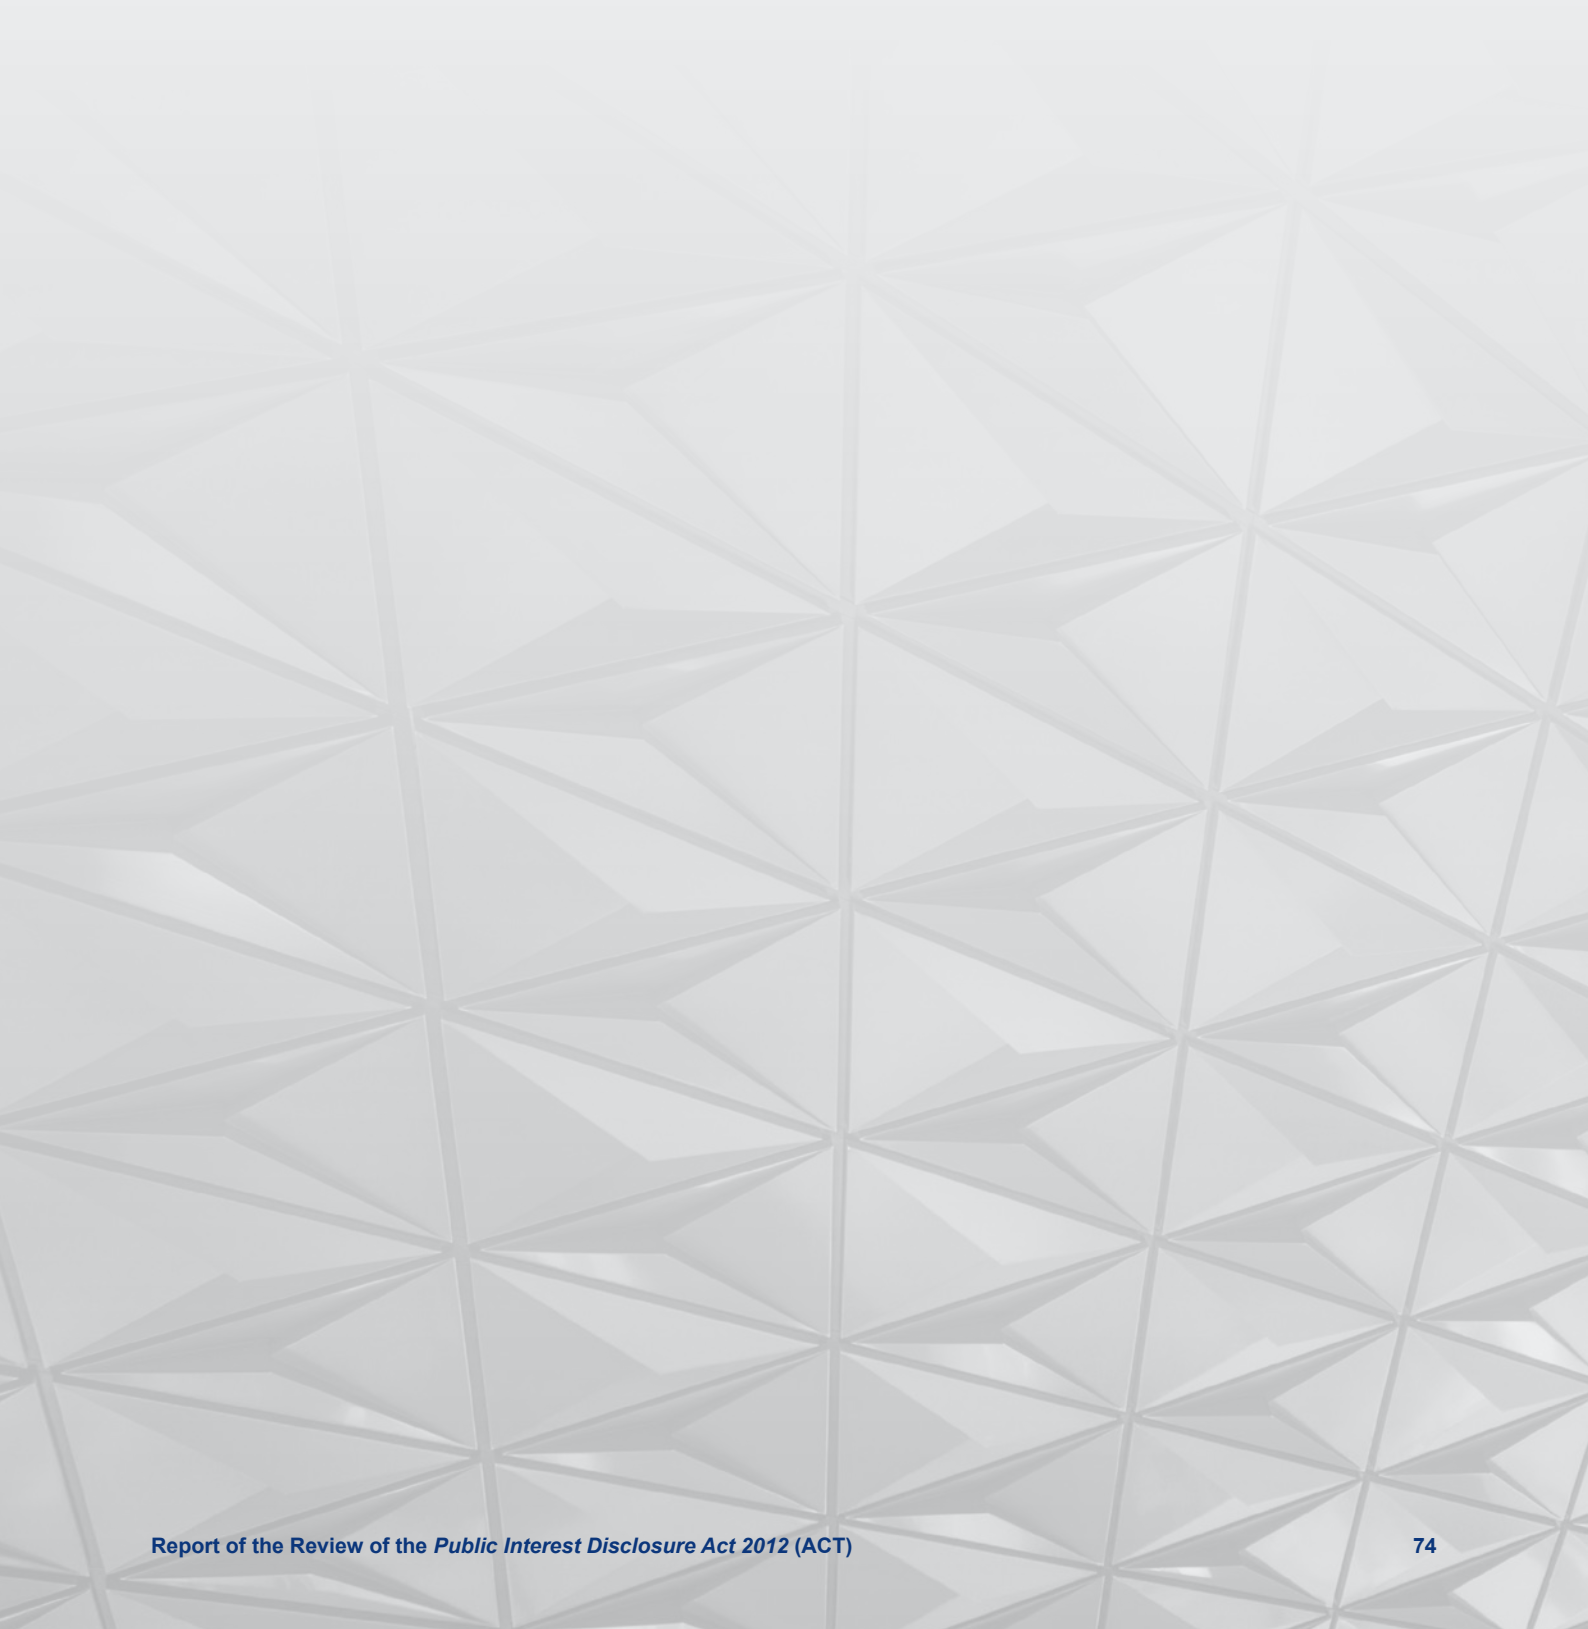 Report of the Review of the Public Interest Disclosure Act 2012 (ACT) 74